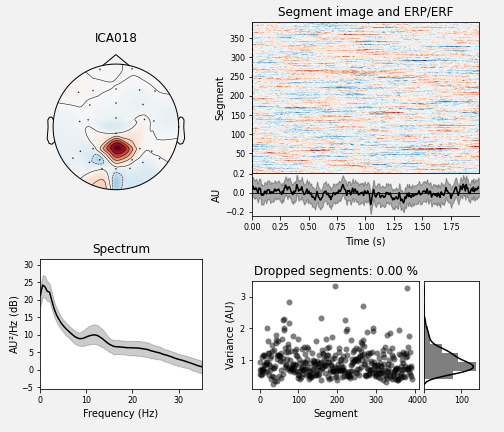 ICA018
Segment image and ERP/ERF
Segment
350
300
250
200
150
100
50
AU
0.2
0.0
−0.2
0.00 0.25 0.50 0.75 1.00 1.25 1.50 1.75
Time (s)
Spectrum
AU²/Hz (dB)
30
25
20
15
10
5
0
−5
0 10 20 30
Frequency (Hz)
Dropped segments: 0.00 %
Variance (AU)
3
2
1
0 100 200 300 400
Segment
0 100